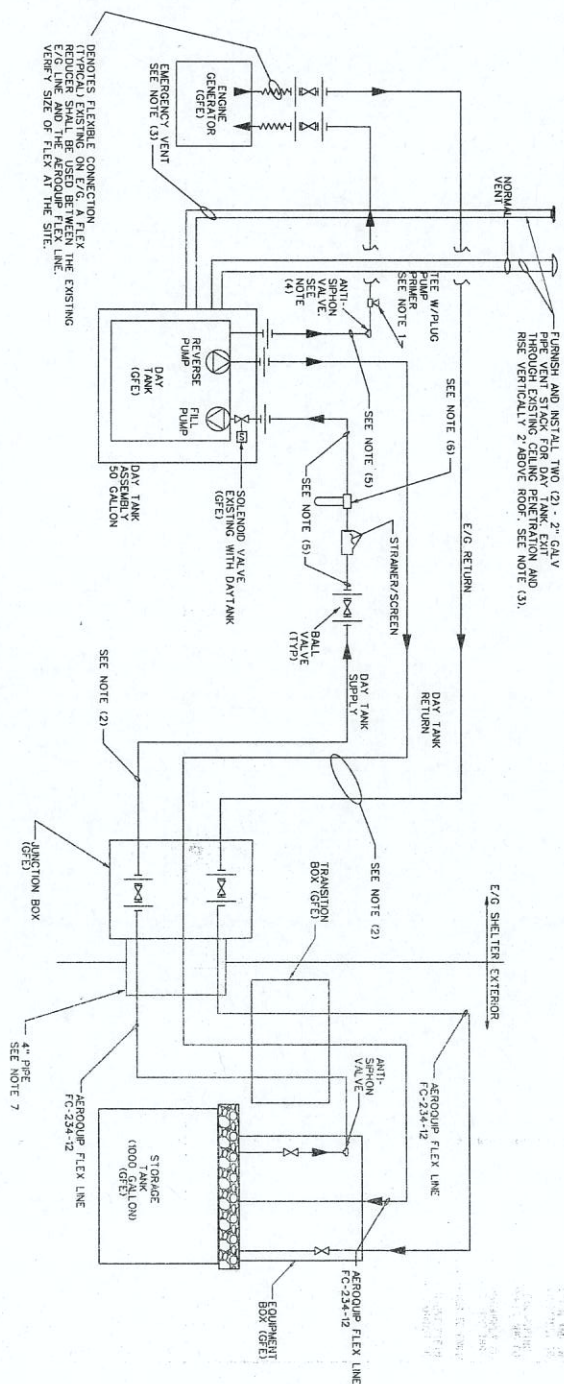 FURNISH AND INSTALL TWO (2) - 2" GALV
PIPE VENT STACK FOR DAY TANK. EXIT
THROUGH EXISTING CEILING PENETRATION AND
RISE VERTICALLY 2' ABOVE ROOF. SEE NOTE (3).
NORMAL
VENT
E/G RETURN
TEE W/PLUG
PUMP
PRIMER
SEE NOTE 1
ANTI-
SIPHON
VALVE.
SEE
NOTE
(4)
ENGINE
GENERATOR
(GFE)
EMERGENCY VENT
SEE NOTE (3)
DENOTES FLEXIBLE CONNECTION
(TYPICAL) EXISTING ON E/G. A FLEX
REDUCER SHALL BE USED BETWEEN THE EXISTING
E/G LINE AND THE AEROQUIP FLEX LINE.
VERIFY SIZE OF FLEX AT THE SITE.
REVERSE
PUMP
DAY
TANK
(GFE)
FILL
PUMP
S
DAY TANK
ASSEMBLY
50 GALLON
SOLENOID VALVE
EXISTING WITH DAYTANK
(GFE)
SEE NOTE (5)
SEE NOTE (6)
SEE NOTE (5)
STRAINER/SCREEN
BALL
VALVE
(TYP)
DAY TANK
SUPPLY
DAY TANK
RETURN
SEE NOTE (2)
SEE NOTE (2)
JUNCTION BOX
(GFE)
TRANSITION
BOX (GFE)
E/G SHELTER
EXTERIOR
4" PIPE
SEE NOTE 7
AEROQUIP FLEX LINE
FC-234-12
AEROQUIP FLEX LINE
FC-234-12
ANTI-
SIPHON
VALVE
STORAGE
TANK
(1000 GALLON)
(GFE)
AEROQUIP FLEX LINE
FC-234-12
EQUIPMENT
BOX (GFE)